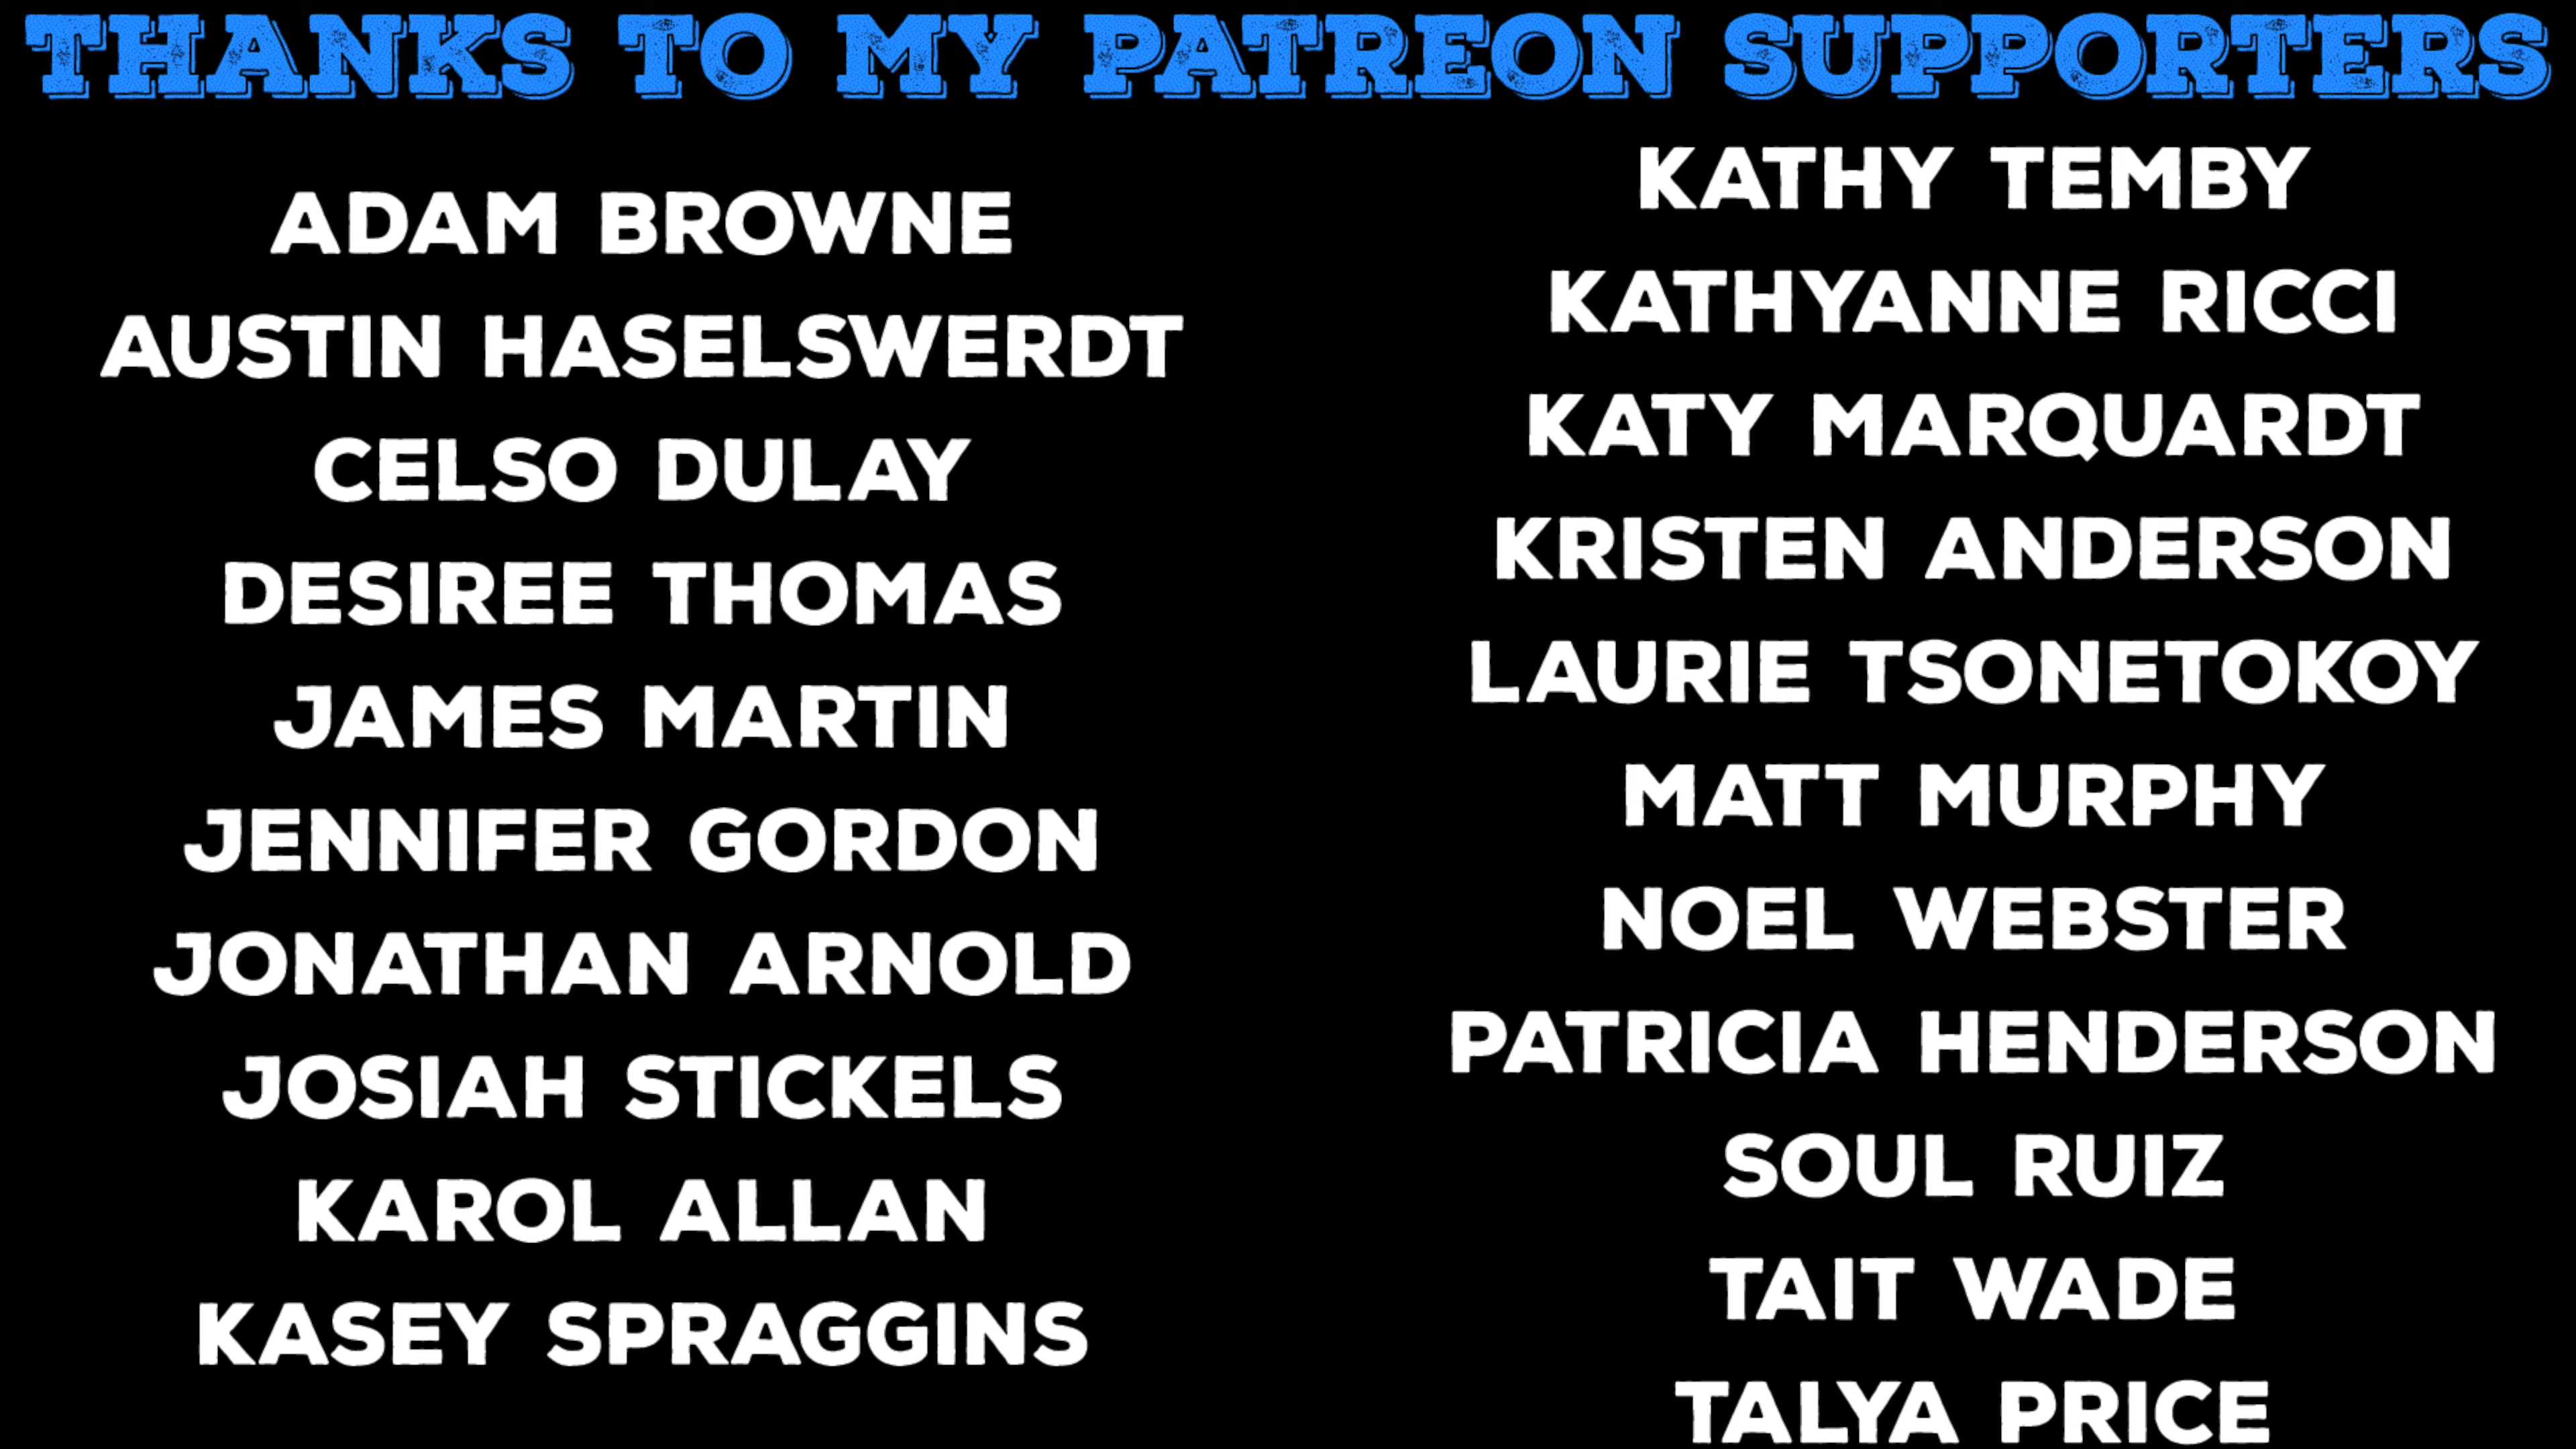 THANKS TO MY PATREON SUPPORTERS
ADAM BROWNE
AUSTIN HASELSWERDT
CELSO DULAY
DESIREE THOMAS
JAMES MARTIN
JENNIFER GORDON
JONATHAN ARNOLD
JOSIAH STICKELS
KAROL ALLAN
KASEY SPRAGGINS
KATHY TEMBY
KATHYANNE RICCI
KATY MARQUARDT
KRISTEN ANDERSON
LAURIE TSONETOKOY
MATT MURPHY
NOEL WEBSTER
PATRICIA HENDERSON
SOUL RUIZ
TAIT WADE
TALYA PRICE